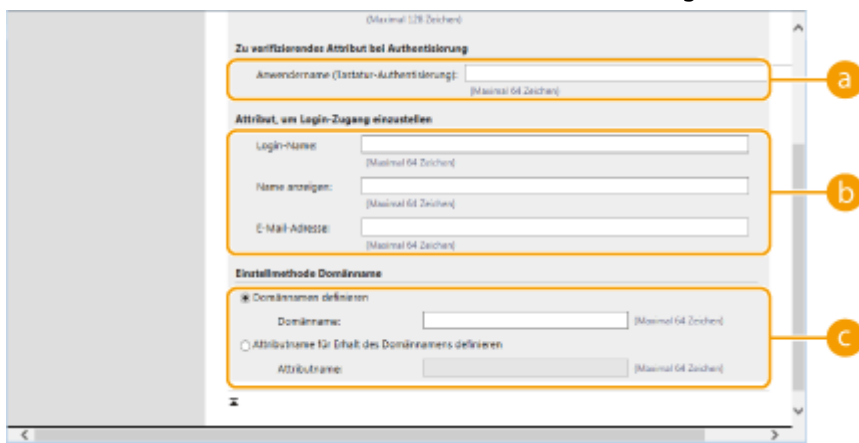 (Maximal 128 Zeichen)
Zu verifizierendes Attribut bei Authentisierung
Anwendername (Tastatur-Authentisierung):
(Maximal 64 Zeichen)
a
Attribut, um Login-Zugang einzustellen
Login-Name:
(Maximal 64 Zeichen)
Name anzeigen:
(Maximal 64 Zeichen)
b
E-Mail-Adresse:
(Maximal 64 Zeichen)
Einstellmethode Domänname
Domännamen definieren
Domänname: (Maximal 64 Zeichen)
Attributname für Erhalt des Domännamens definieren
c
Attributname: (Maximal 64 Zeichen)